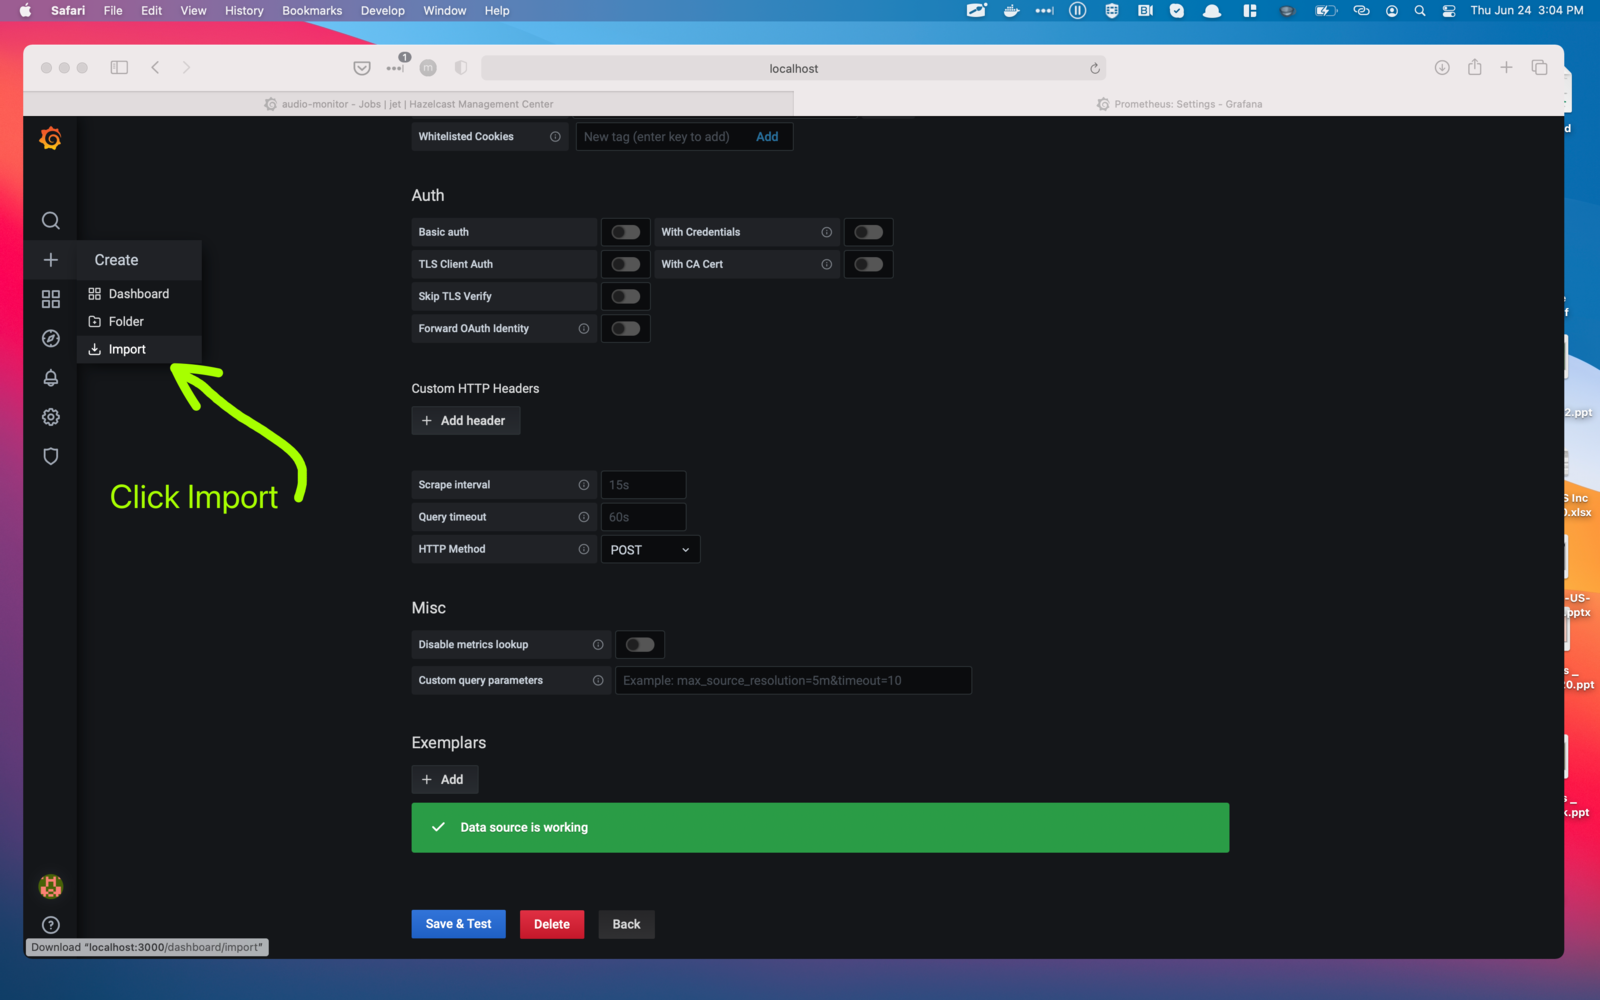 Safari File Edit View History Bookmarks Develop Window Help
Thu Jun 24 3:04 PM
1
m
localhost
audio-monitor - Jobs | jet | Hazelcast Management Center
Prometheus: Settings - Grafana
Whitelisted Cookies
New tag (enter key to add) Add
Auth
Basic auth
With Credentials
TLS Client Auth
With CA Cert
Skip TLS Verify
Forward OAuth Identity
Create
Dashboard
Folder
Import
Click Import
Custom HTTP Headers
+ Add header
Scrape interval
15s
Query timeout
60s
HTTP Method
POST
Misc
Disable metrics lookup
Custom query parameters
Example: max_source_resolution=5m&timeout=10
Exemplars
+ Add
Data source is working
Save & Test
Delete
Back
Download "localhost:3000/dashboard/import"
d
f
2.ppt
S Inc
0.xlsx
-US-
pptx
s _
0.ppt
s _
k.ppt